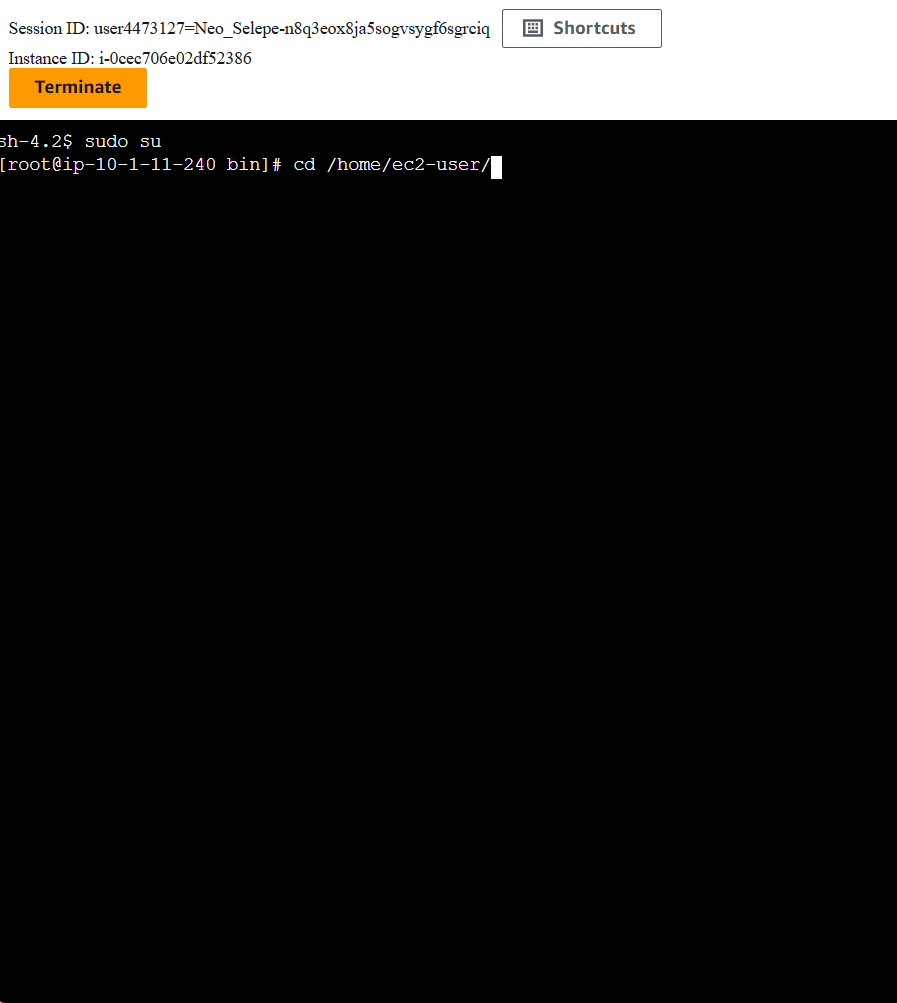 Session ID: user4473127=Neo_Selepe-n8q3eox8ja5sogvsygf6sgrciq
Shortcuts
Instance ID: i-0cec706e02df52386
Terminate
sh-4.2$ sudo su
[root@ip-10-1-11-240 bin]# cd /home/ec2-user/